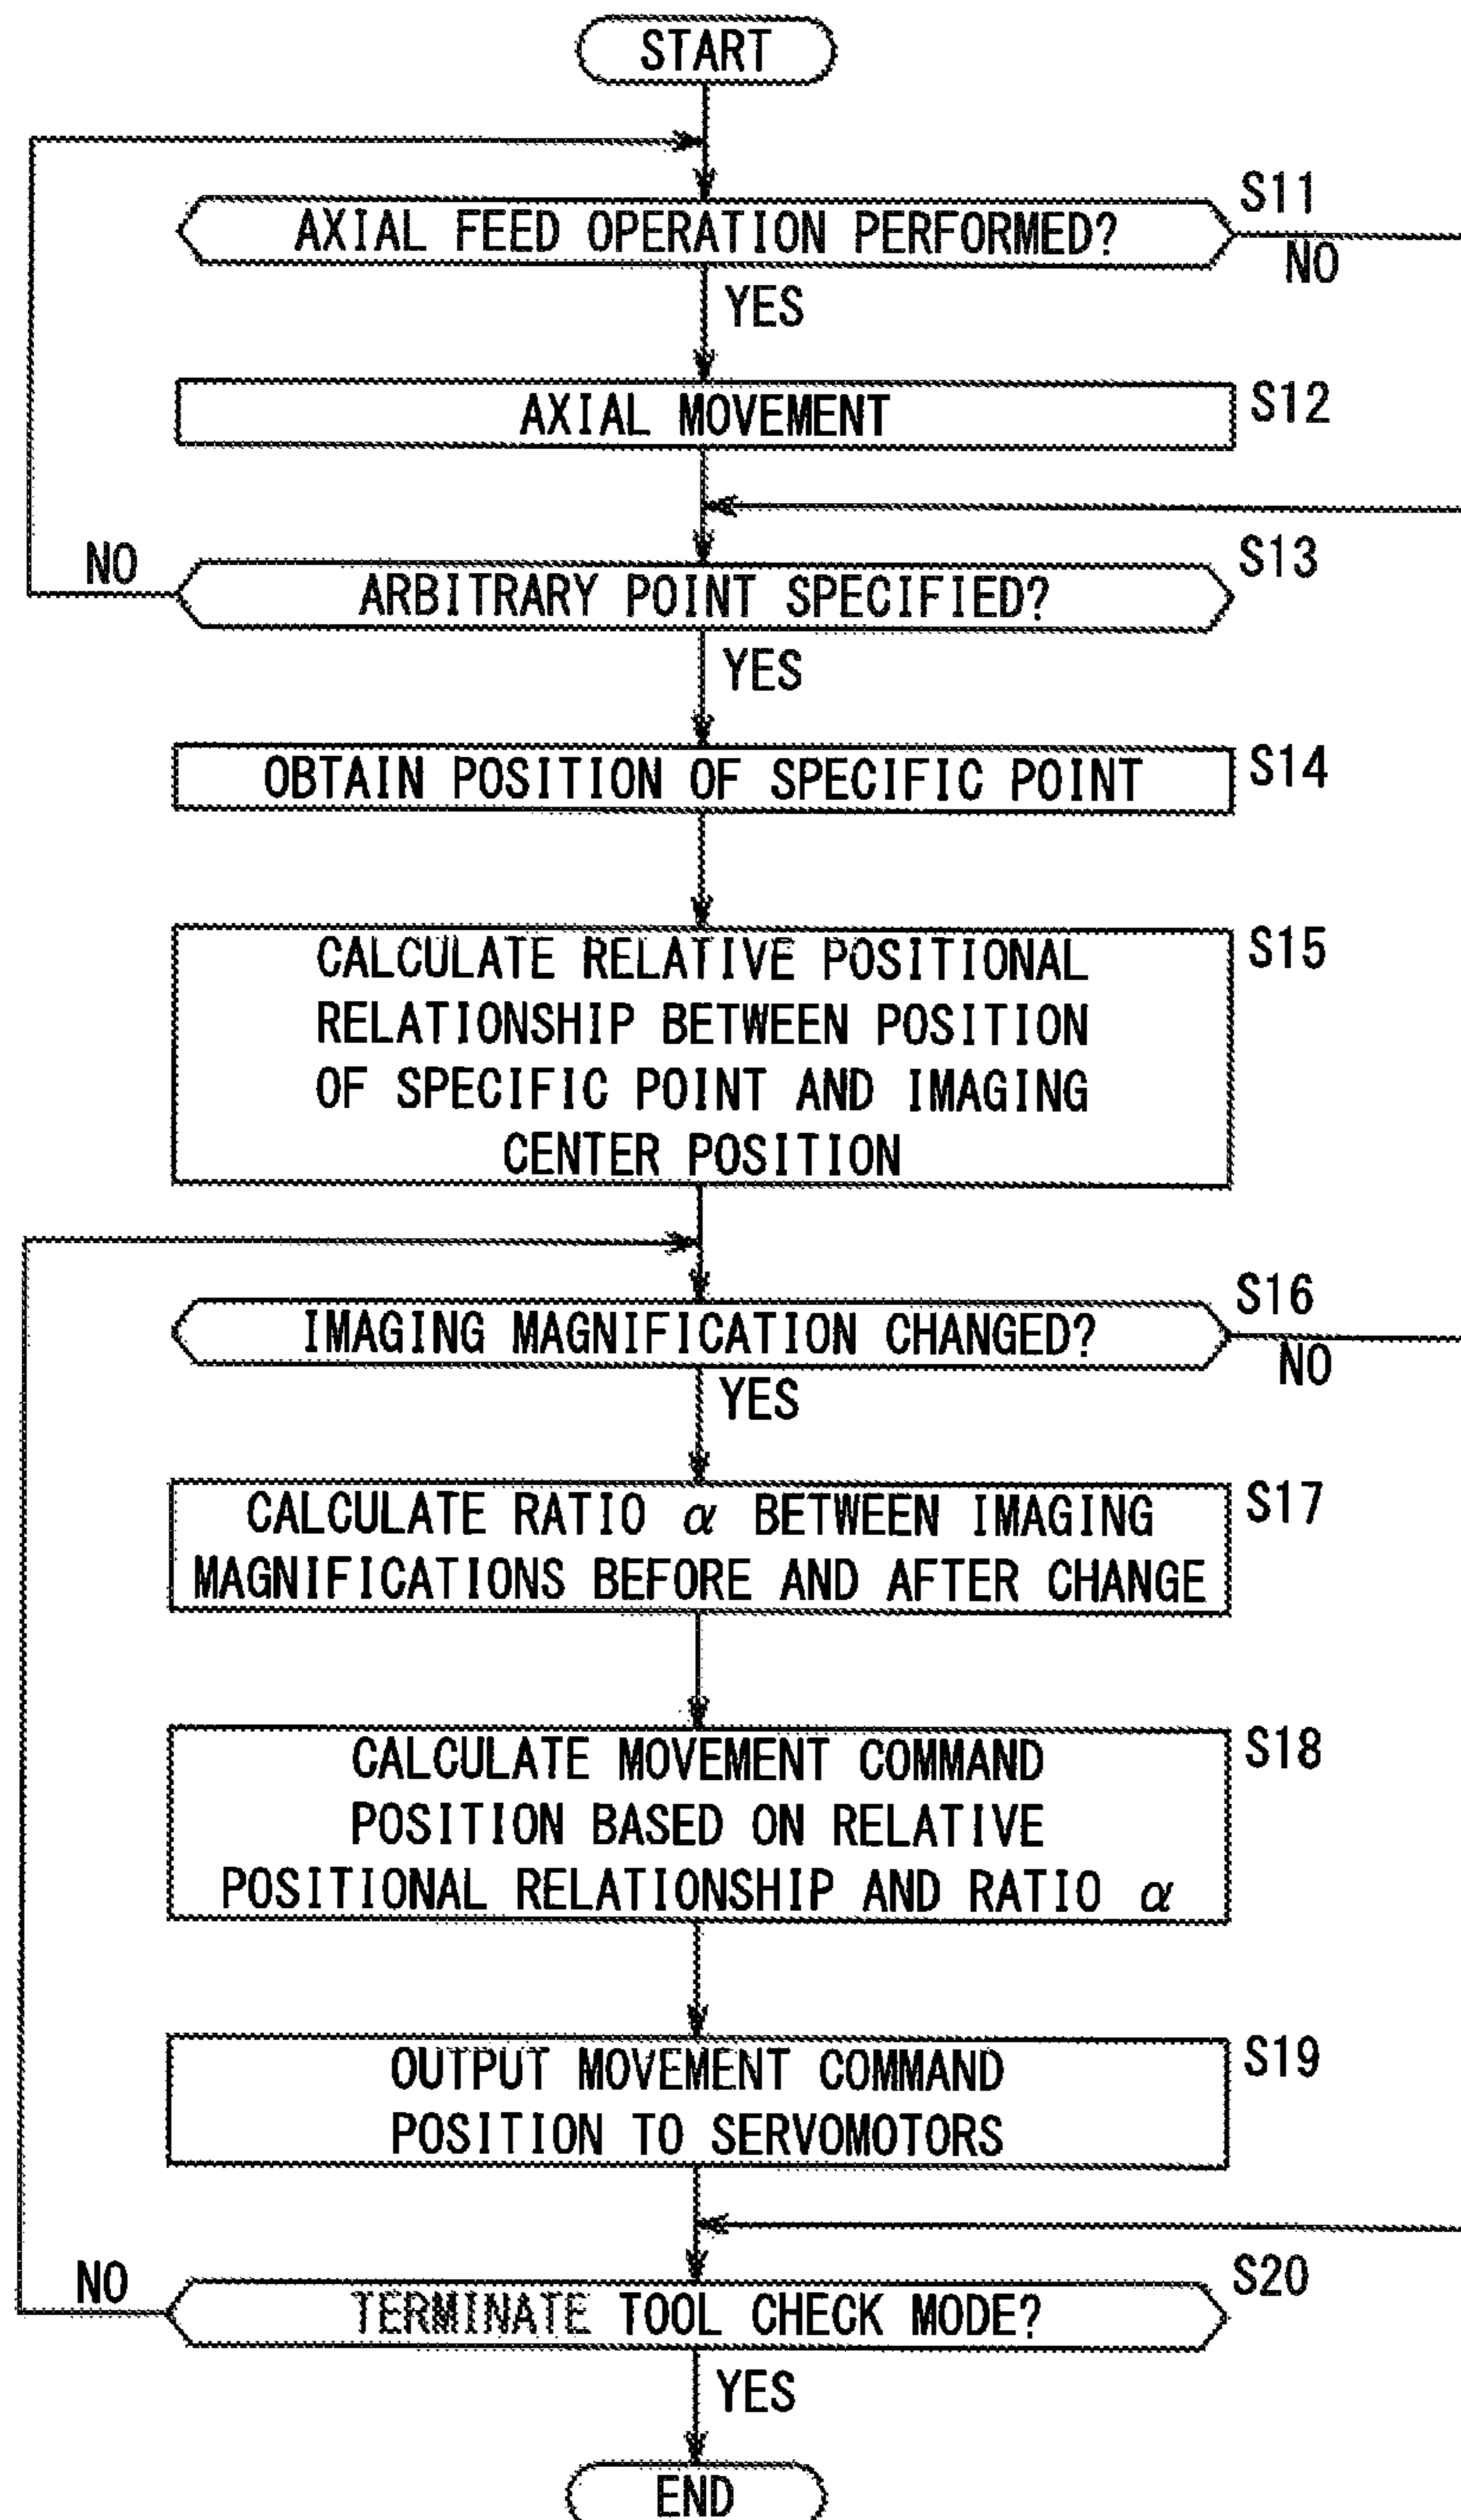 START
S11
AXIAL FEED OPERATION PERFORMED?
NO
YES
AXIAL MOVEMENT
S12
NO
S13
ARBITRARY POINT SPECIFIED?
YES
OBTAIN POSITION OF SPECIFIC POINT
S14
CALCULATE RELATIVE POSITIONAL
S15
RELATIONSHIP BETWEEN POSITION
OF SPECIFIC POINT AND IMAGING
CENTER POSITION
S16
IMAGING MAGNIFICATION CHANGED?
NO
YES
CALCULATE RATIO α BETWEEN IMAGING
S17
MAGNIFICATIONS BEFORE AND AFTER CHANGE
CALCULATE MOVEMENT COMMAND
S18
POSITION BASED ON RELATIVE
POSITIONAL RELATIONSHIP AND RATIO α
OUTPUT MOVEMENT COMMAND
S19
POSITION TO SERVOMOTORS
NO
S20
TERMINATE TOOL CHECK MODE?
YES
END